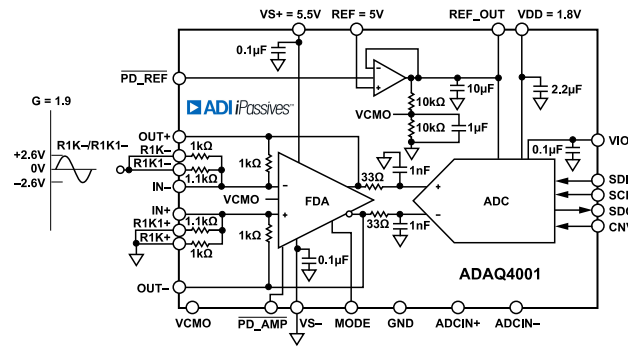 VS+ = 5.5V
REF = 5V
REF_OUT
VDD = 1.8V
0.1µF
PD_REF
10µF
2.2µF
10kΩ
VCMO
10kΩ
1µF
ADI iPassives™
G = 1.9
R1K–/R1K1–
+2.6V
0V
–2.6V
OUT+
R1K–
1kΩ
R1K1–
1.1kΩ
IN–
1kΩ
IN+
1.1kΩ
R1K1+
R1K+
1kΩ
1kΩ
OUT–
VCMO
–
+
FDA
33Ω
33Ω
1nF
1nF
+
–
ADC
0.1µF
0.1µF
VIO
SDI
CNV
ADAQ4001
VCMO
PD_AMP
VS–
MODE
GND
ADCIN+
ADCIN–